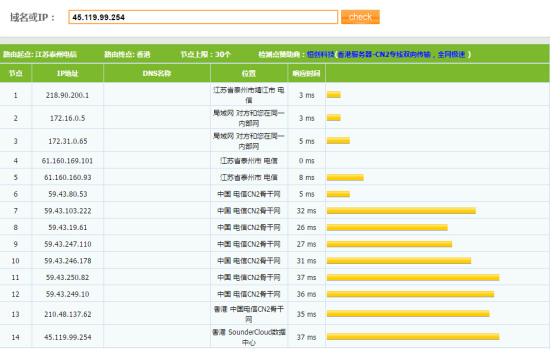 域名或IP： 45.119.99.254 check
路由起点: 江苏泰州电信 路由终点: 香港 节点上限：30个 检测点赞助商：恒创科技(香港服务器-CN2专线双向传输，全网极速 )
节点 IP地址 DNS名称 位置 响应时间
1 218.90.200.1 江苏省泰州市靖江市 电信 3 ms
2 172.16.0.5 局域网 对方和您在同一内部网 3 ms
3 172.31.0.65 局域网 对方和您在同一内部网 5 ms
4 61.160.169.101 江苏省泰州市 电信 0 ms
5 61.160.160.93 江苏省泰州市 电信 8 ms
6 59.43.80.53 中国 电信CN2骨干网 5 ms
7 59.43.103.222 中国 电信CN2骨干网 32 ms
8 59.43.19.61 中国 电信CN2骨干网 26 ms
9 59.43.247.110 中国 电信CN2骨干网 27 ms
10 59.43.246.178 中国 电信CN2骨干网 31 ms
11 59.43.250.82 中国 电信CN2骨干网 37 ms
12 59.43.249.10 中国 电信CN2骨干网 36 ms
13 210.48.137.62 香港 中国电信CN2骨干网 35 ms
14 45.119.99.254 香港 SounderCloud数据中心 37 ms